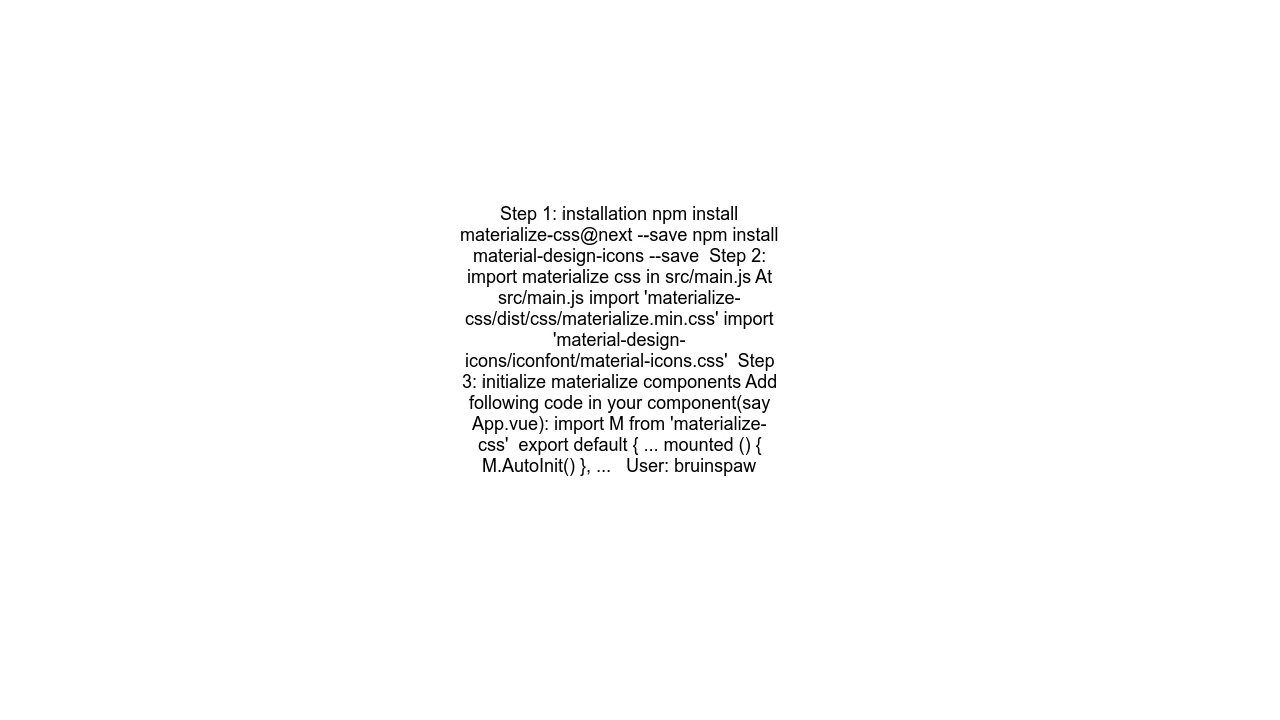 Step 1: installation npm install
materialize-css@next --save npm install
material-design-icons --save  Step 2:
import materialize css in src/main.js At
src/main.js import 'materialize-
css/dist/css/materialize.min.css' import
'material-design-
icons/iconfont/material-icons.css'  Step
3: initialize materialize components Add
following code in your component(say
App.vue): import M from 'materialize-
css'  export default { ... mounted () {
M.AutoInit() }, ...   User: bruinspaw